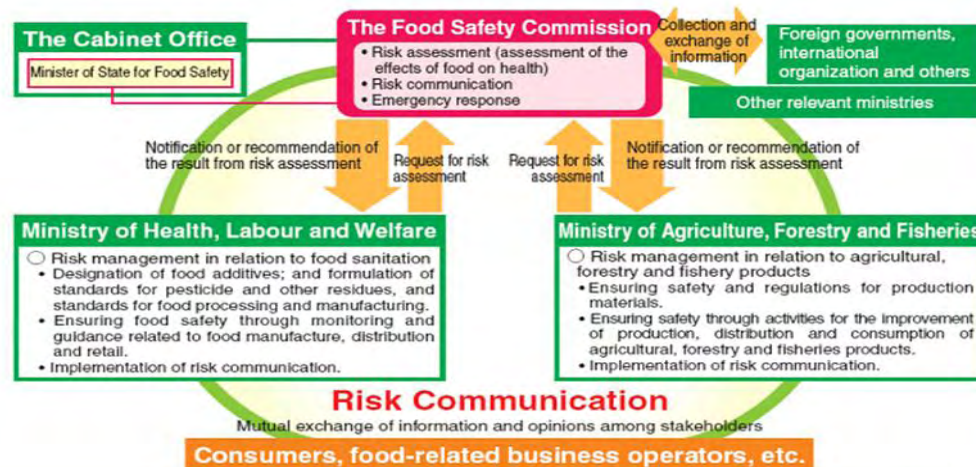 The Cabinet Office
Minister of State for Food Safety
The Food Safety Commission
• Risk assessment (assessment of the
effects of food on health)
• Risk communication
• Emergency response
Collection and
exchange of
information
Foreign governments,
international
organization and others
Other relevant ministries
Notification or recommendation of
the result from risk assessment
Request for risk
assessment
Request for risk
assessment
Notification or recommendation of
the result from risk assessment
Ministry of Health, Labour and Welfare
○ Risk management in relation to food sanitation
• Designation of food additives; and formulation of
standards for pesticide and other residues, and
standards for food processing and manufacturing.
• Ensuring food safety through monitoring and
guidance related to food manufacture, distribution
and retail.
• Implementation of risk communication.
Ministry of Agriculture, Forestry and Fisheries
○ Risk management in relation to agricultural,
forestry and fishery products
• Ensuring safety and regulations for production
materials.
• Ensuring safety through activities for the improvement
of production, distribution and consumption of
agricultural, forestry and fisheries products.
• Implementation of risk communication.
Risk Communication
Mutual exchange of information and opinions among stakeholders
Consumers, food-related business operators, etc.